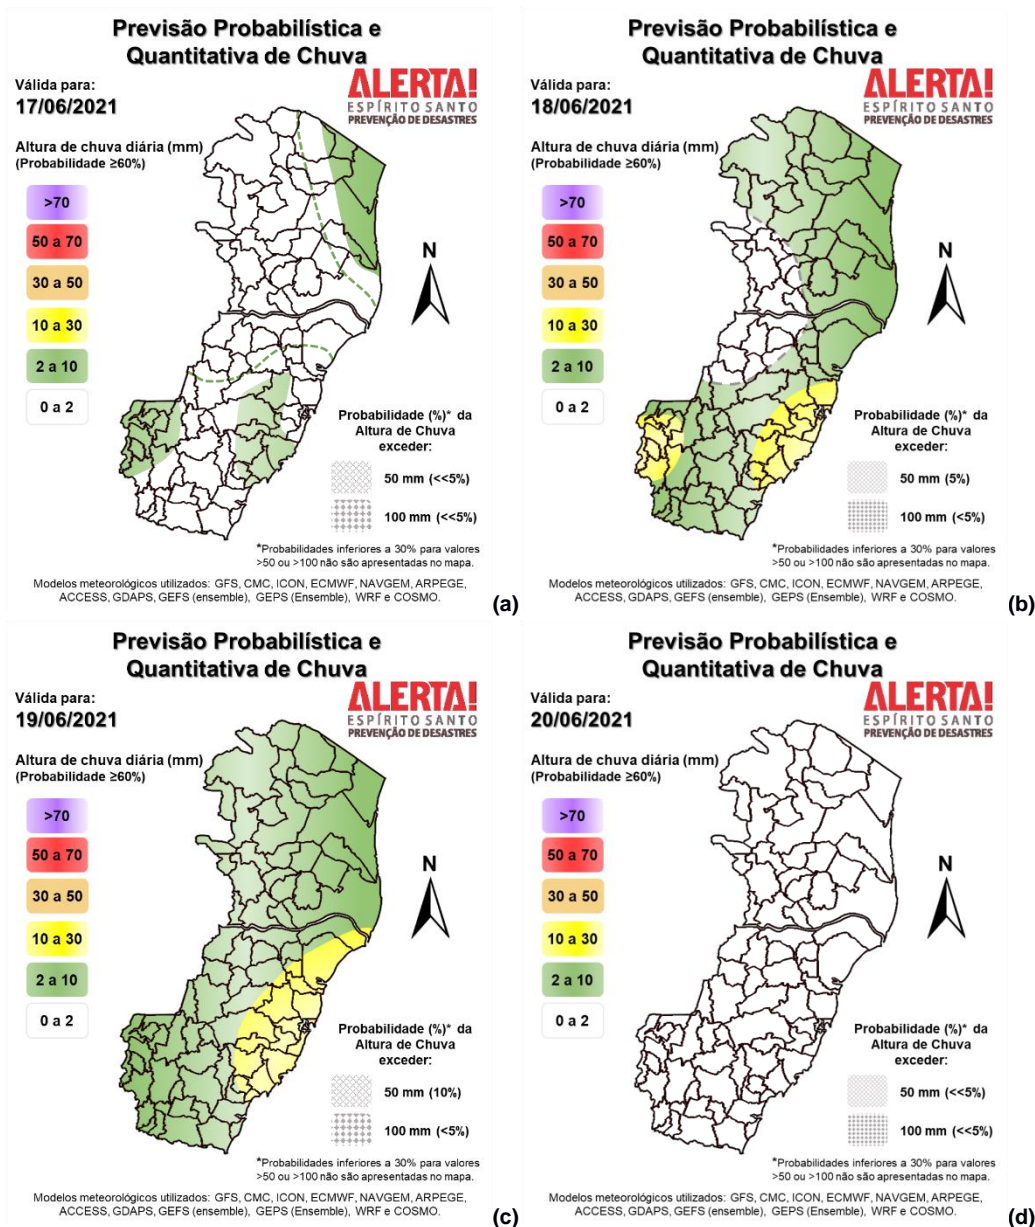 Previsão Probabilística e
Quantitativa de Chuva
Válida para:
17/06/2021
ALERTA!
ESPÍRITO SANTO
PREVENÇÃO DE DESASTRES
Altura de chuva diária (mm)
(Probabilidade ≥60%)
>70
50 a 70
30 a 50
10 a 30
2 a 10
0 a 2
N
Probabilidade (%)* da
Altura de Chuva
exceder:
50 mm (<<5%)
100 mm (<<5%)
*Probabilidades inferiores a 30% para valores
>50 ou >100 não são apresentadas no mapa.
Modelos meteorológicos utilizados: GFS, CMC, ICON, ECMWF, NAVGEM, ARPEGE,
ACCESS, GDAPS, GEFS (ensemble), GEPS (Ensemble), WRF e COSMO.
(a)
Previsão Probabilística e
Quantitativa de Chuva
Válida para:
18/06/2021
ALERTA!
ESPÍRITO SANTO
PREVENÇÃO DE DESASTRES
Altura de chuva diária (mm)
(Probabilidade ≥60%)
>70
50 a 70
30 a 50
10 a 30
2 a 10
0 a 2
N
Probabilidade (%)* da
Altura de Chuva
exceder:
50 mm (5%)
100 mm (<5%)
*Probabilidades inferiores a 30% para valores
>50 ou >100 não são apresentadas no mapa.
Modelos meteorológicos utilizados: GFS, CMC, ICON, ECMWF, NAVGEM, ARPEGE,
ACCESS, GDAPS, GEFS (ensemble), GEPS (Ensemble), WRF e COSMO.
(b)
Previsão Probabilística e
Quantitativa de Chuva
Válida para:
19/06/2021
ALERTA!
ESPÍRITO SANTO
PREVENÇÃO DE DESASTRES
Altura de chuva diária (mm)
(Probabilidade ≥60%)
>70
50 a 70
30 a 50
10 a 30
2 a 10
0 a 2
N
Probabilidade (%)* da
Altura de Chuva
exceder:
50 mm (10%)
100 mm (<5%)
*Probabilidades inferiores a 30% para valores
>50 ou >100 não são apresentadas no mapa.
Modelos meteorológicos utilizados: GFS, CMC, ICON, ECMWF, NAVGEM, ARPEGE,
ACCESS, GDAPS, GEFS (ensemble), GEPS (Ensemble), WRF e COSMO.
(c)
Previsão Probabilística e
Quantitativa de Chuva
Válida para:
20/06/2021
ALERTA!
ESPÍRITO SANTO
PREVENÇÃO DE DESASTRES
Altura de chuva diária (mm)
(Probabilidade ≥60%)
>70
50 a 70
30 a 50
10 a 30
2 a 10
0 a 2
N
Probabilidade (%)* da
Altura de Chuva
exceder:
50 mm (<<5%)
100 mm (<<5%)
*Probabilidades inferiores a 30% para valores
>50 ou >100 não são apresentadas no mapa.
Modelos meteorológicos utilizados: GFS, CMC, ICON, ECMWF, NAVGEM, ARPEGE,
ACCESS, GDAPS, GEFS (ensemble), GEPS (Ensemble), WRF e COSMO.
(d)